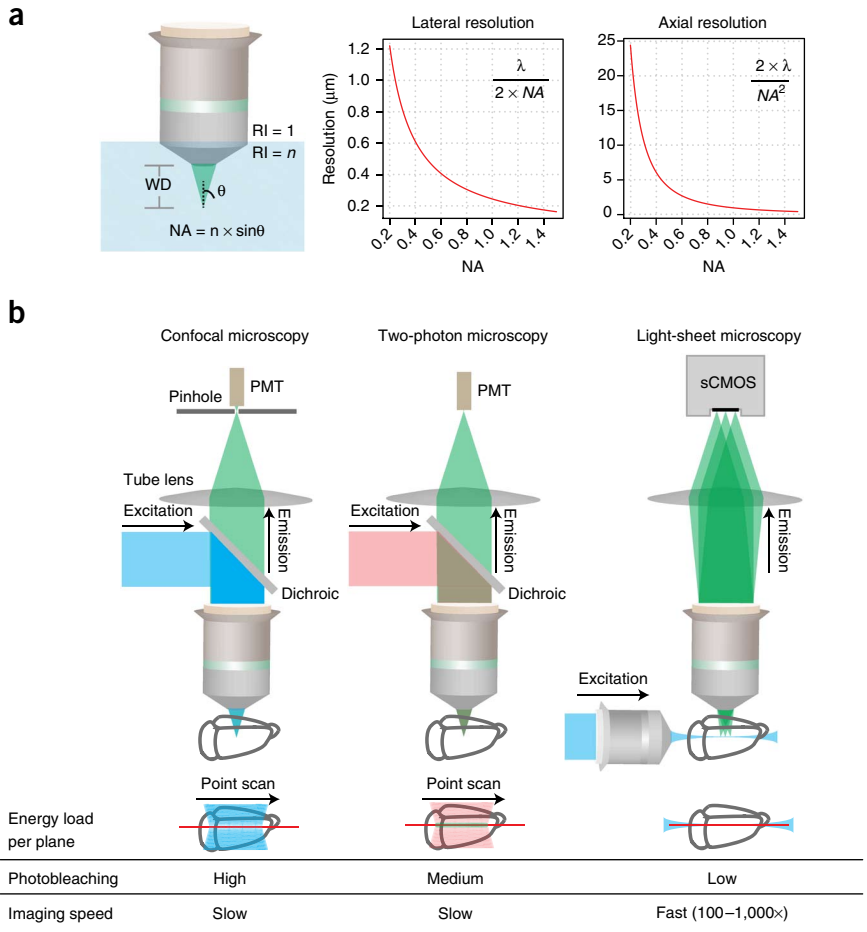 a
RI = 1
RI = n
WD
θ
NA = n × sinθ
Lateral resolution
Resolution (μm)
1.2
1.0
0.8
0.6
0.4
0.2
λ
2 × NA
0.2 0.4 0.6 0.8 1.0 1.2 1.4
NA
Axial resolution
25
20
15
10
5
0
2 × λ
NA²
0.2 0.4 0.6 0.8 1.0 1.2 1.4
NA
b
Confocal microscopy
Pinhole
PMT
Tube lens
Excitation
Emission
Dichroic
Two-photon microscopy
PMT
Excitation
Emission
Dichroic
Light-sheet microscopy
sCMOS
Emission
Excitation
Energy load
per plane
Point scan
Point scan
Photobleaching High Medium Low
Imaging speed Slow Slow Fast (100–1,000×)